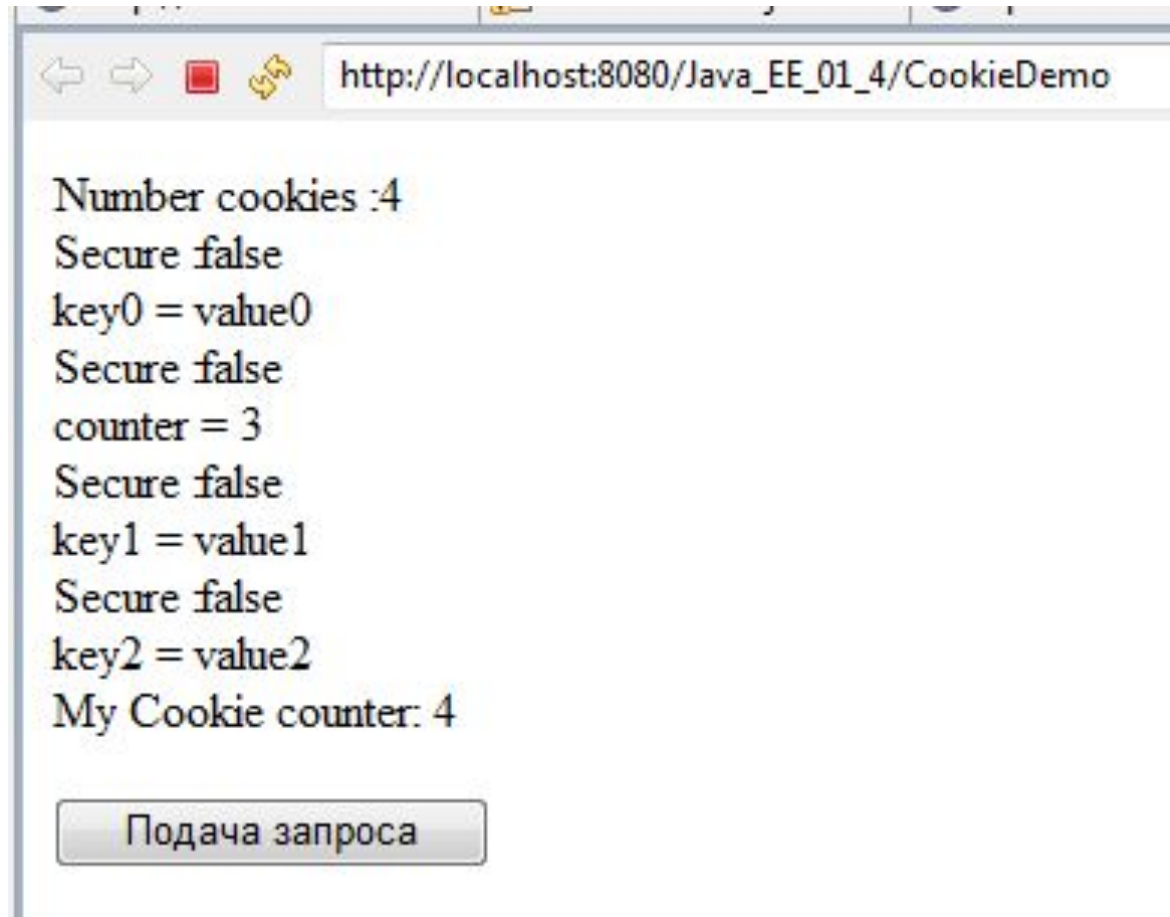 http://localhost:8080/Java_EE_01_4/CookieDemo
Number cookies :4
Secure :false
key0 = value0
Secure :false
counter = 3
Secure :false
key1 = value1
Secure :false
key2 = value2
My Cookie counter: 4
Подача запроса